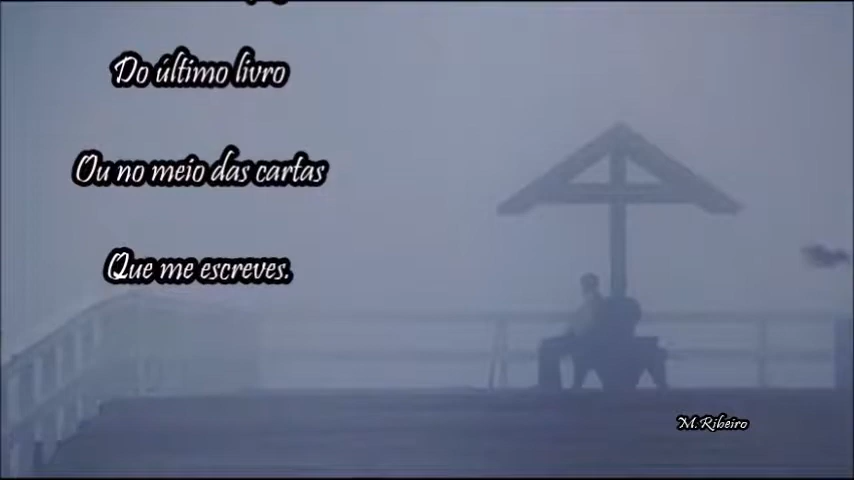 Do último livro
Ou no meio das cartas
Que me escreves.
M. Ribeiro